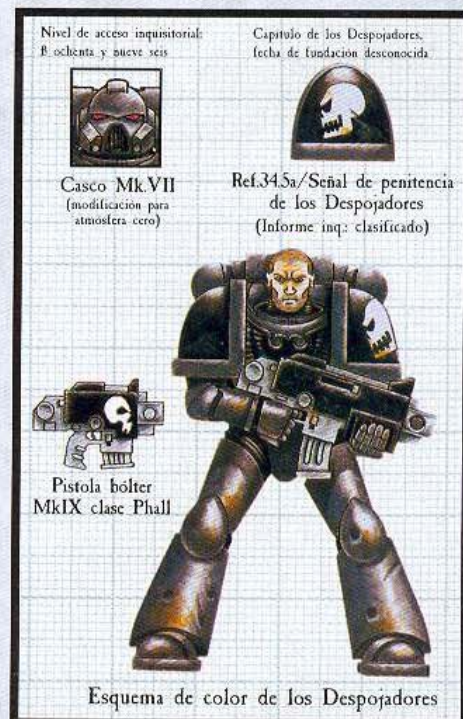 Nivel de acceso inquisitorial:
β ochenta y nueve seis
Capítulo de los Despojadores,
fecha de fundación desconocida
Casco Mk.VII
(modificación para
atmósfera cero)
Ref.34.5a/Señal de penitencia
de los Despojadores
(Informe inq.: clasificado)
Pistola bólter
MkIX clase Phall
Esquema de color de los Despojadores